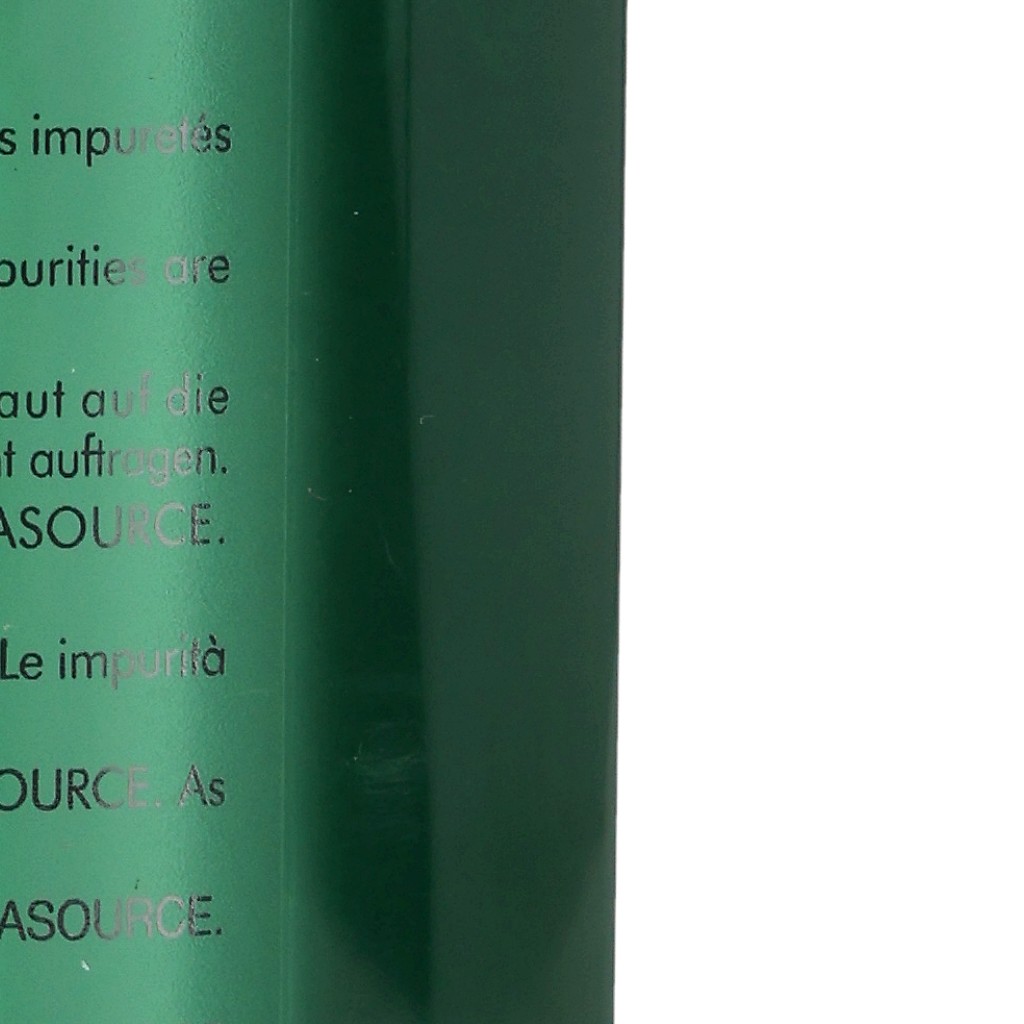 s impuretés
purities are
aut auf die
t auftragen.
ASOURCE.
Le impurità
OURCE. As
ASOURCE.